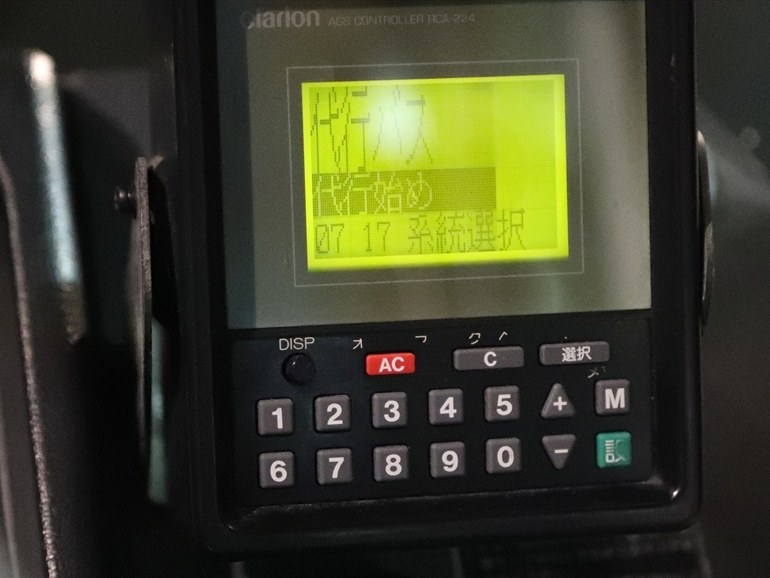 Clarion AGS CONTROLLER RCA-224
代行バス
代行始め
07 17 系統選択
DISP
AC C 選択
1 2 3 4 5 + M
6 7 8 9 0 −